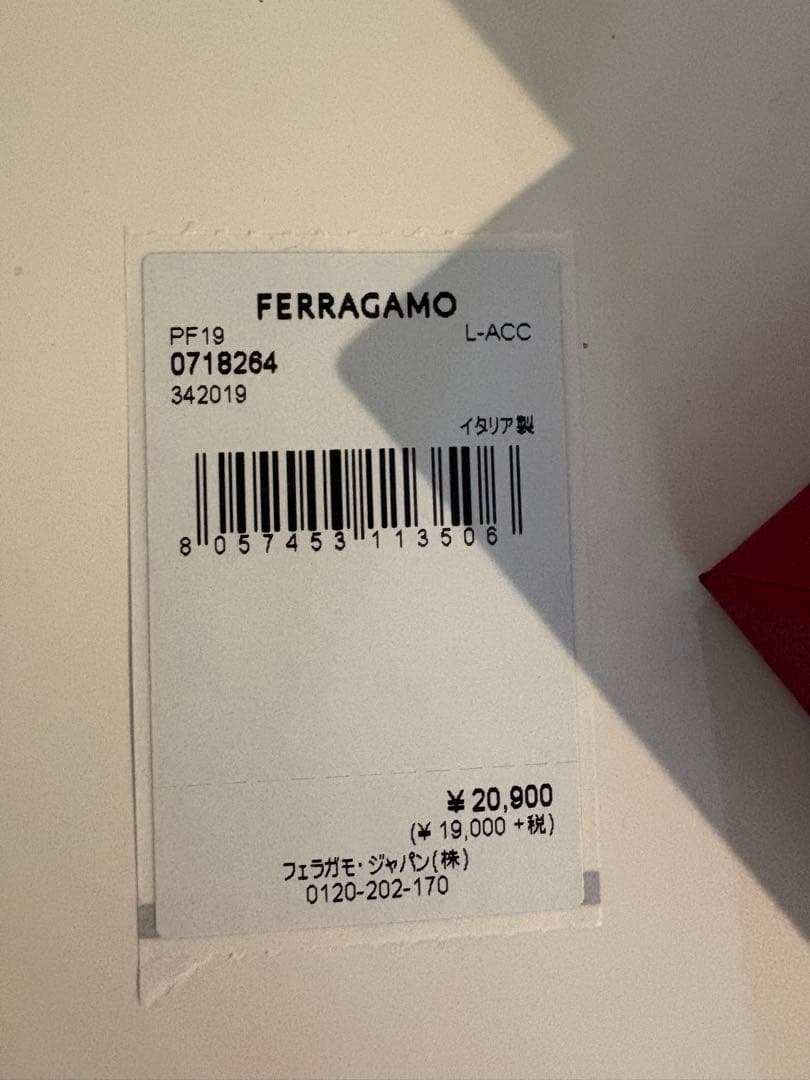 FERRAGAMO
PF19 L-ACC
0718264
342019
イタリア製
8 057453 113506
¥ 20,900
(¥ 19,000 +税)
フェラガモ・ジャパン(株)
0120-202-170